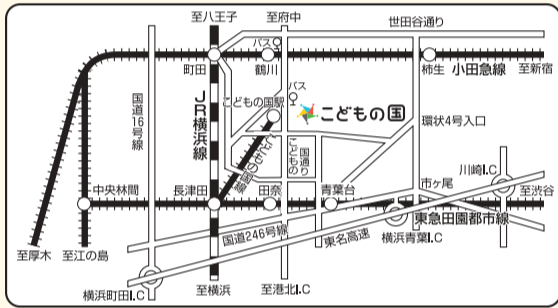 至八王子
至府中
世田谷通り
バス
町田
鶴川
柿生
小田急線
至新宿
国道16号線
JR横浜線
こどもの国駅
バス
こどもの国
環状4号入口
こどもの国線
こどもの国通り
川崎I.C
中央林間
長津田
田奈
青葉台
市ヶ尾
至渋谷
東急田園都市線
国道246号線
東名高速
横浜青葉I.C
至厚木
至江の島
横浜町田I.C
至横浜
至港北I.C